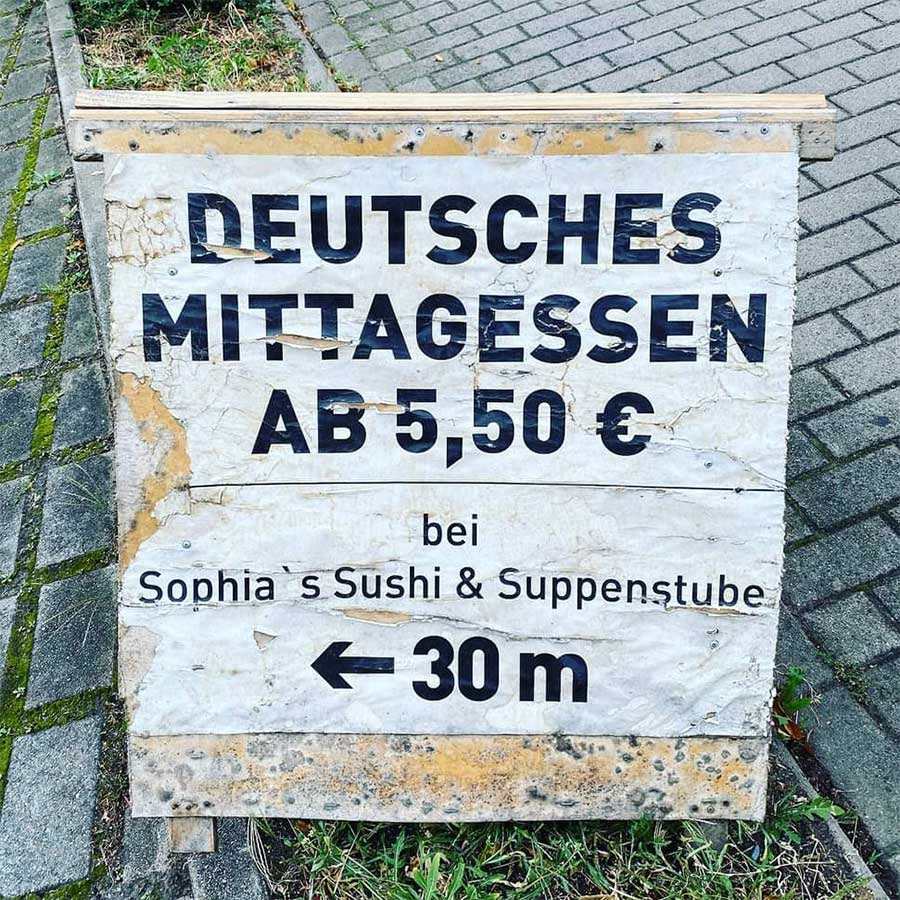 DEUTSCHES
MITTAGESSEN
AB 5,50 €
bei
Sophia`s Sushi & Suppenstube
← 30 m